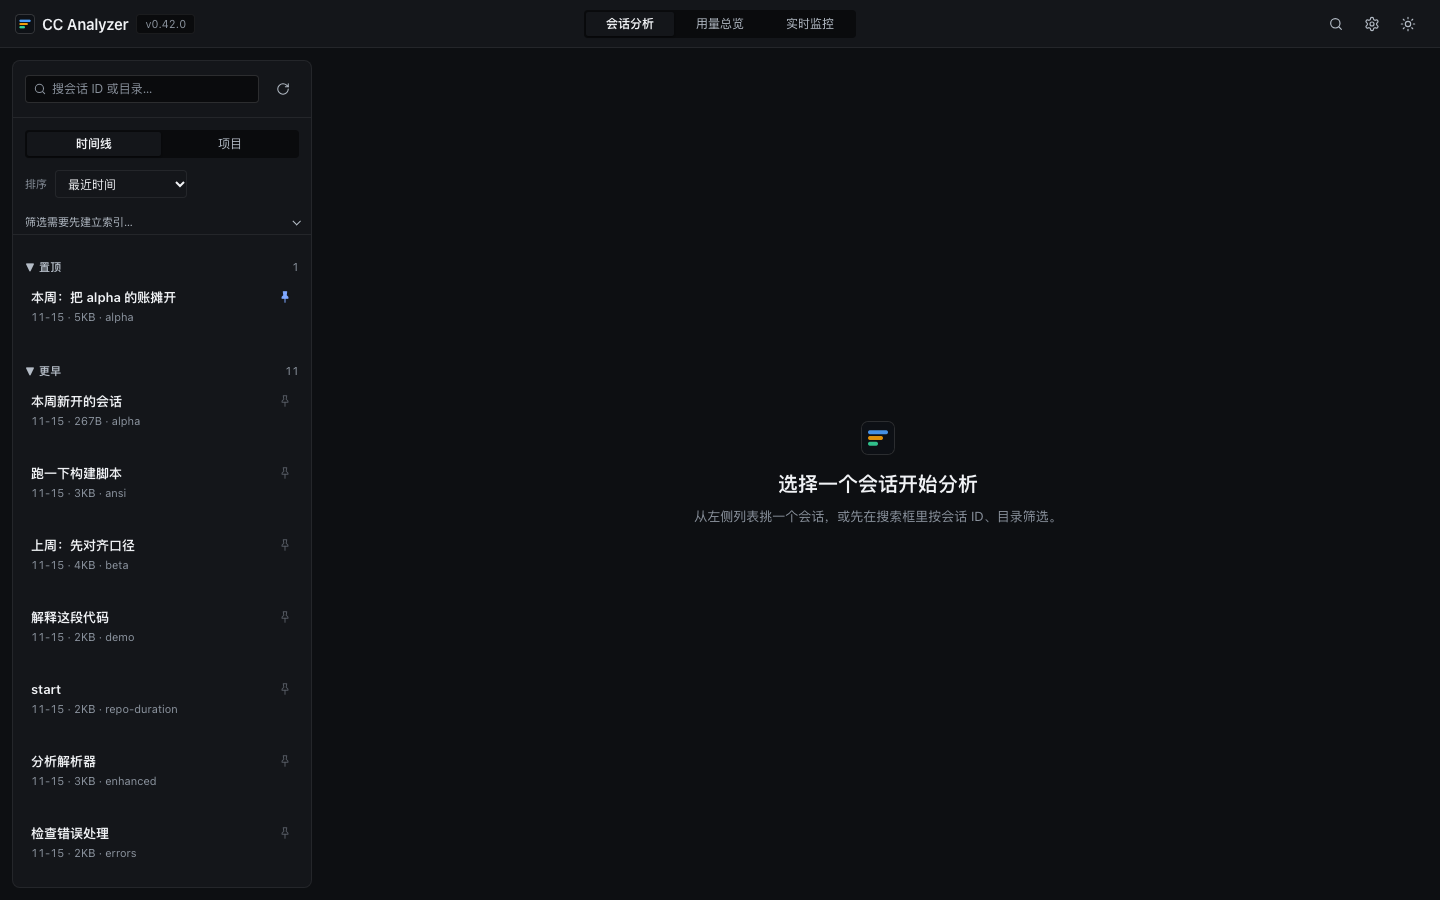 CC Analyzer v0.42.0
会话分析 用量总览 实时监控
搜会话 ID 或目录...
时间线 项目
排序 最近时间
筛选需要先建立索引...
▼ 置顶 1
本周：把 alpha 的账摊开
11-15 · 5KB · alpha
▼ 更早 11
本周新开的会话
11-15 · 267B · alpha
跑一下构建脚本
11-15 · 3KB · ansi
上周：先对齐口径
11-15 · 4KB · beta
解释这段代码
11-15 · 2KB · demo
start
11-15 · 2KB · repo-duration
分析解析器
11-15 · 3KB · enhanced
检查错误处理
11-15 · 2KB · errors
选择一个会话开始分析
从左侧列表挑一个会话，或先在搜索框里按会话 ID、目录筛选。